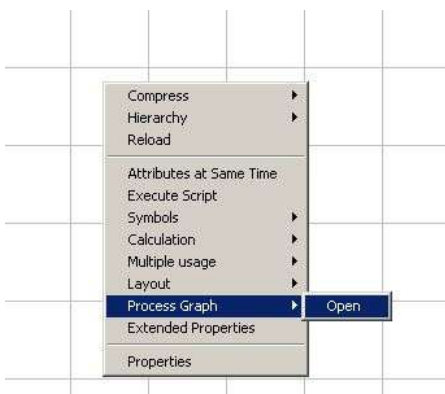 Compress
Hierarchy
Reload
Attributes at Same Time
Execute Script
Symbols
Calculation
Multiple usage
Layout
Process Graph
Open
Extended Properties
Properties